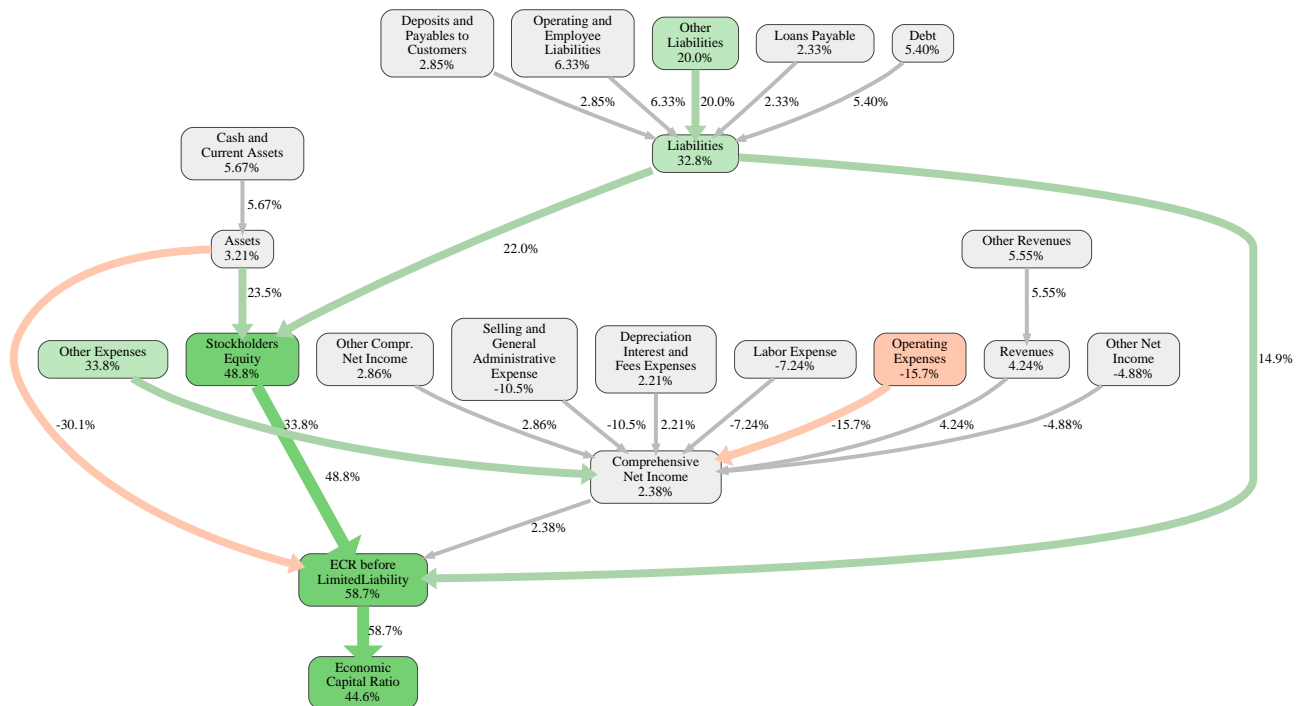 Deposits and
Payables to
Customers
2.85%
Operating and
Employee
Liabilities
6.33%
Other
Liabilities
20.0%
Loans Payable
2.33%
Debt
5.40%
2.85%
6.33%
20.0%
2.33%
5.40%
Cash and
Current Assets
5.67%
Liabilities
32.8%
5.67%
Assets
3.21%
22.0%
Other Revenues
5.55%
23.5%
5.55%
Other Expenses
33.8%
Stockholders
Equity
48.8%
Other Compr.
Net Income
2.86%
Selling and
General
Administrative
Expense
-10.5%
Depreciation
Interest and
Fees Expenses
2.21%
Labor Expense
-7.24%
Operating
Expenses
-15.7%
Revenues
4.24%
Other Net
Income
-4.88%
14.9%
-30.1%
33.8%
2.86%
-10.5%
2.21%
-7.24%
-15.7%
4.24%
-4.88%
48.8%
Comprehensive
Net Income
2.38%
2.38%
ECR before
LimitedLiability
58.7%
58.7%
Economic
Capital Ratio
44.6%